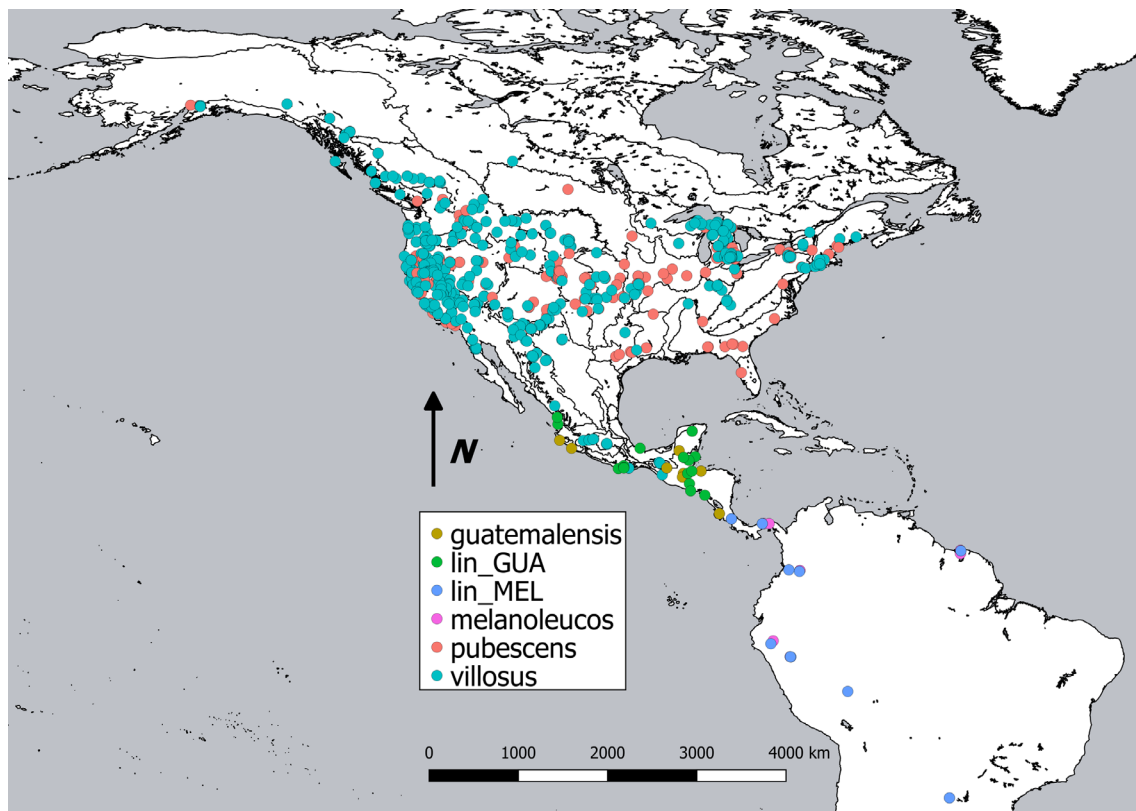 N
guatemalensis
lin_GUA
lin_MEL
melanoleucos
pubescens
villosus
0 1000 2000 3000 4000 km